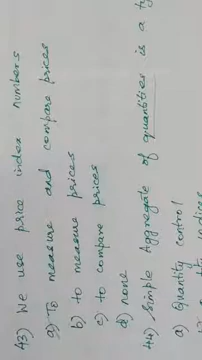 43) We use price index numbers
a) To measure and compare prices
b) to measure prices
c) to compare prices
d) none
44) Simple Aggregate of quantities is a
a) Quantity control